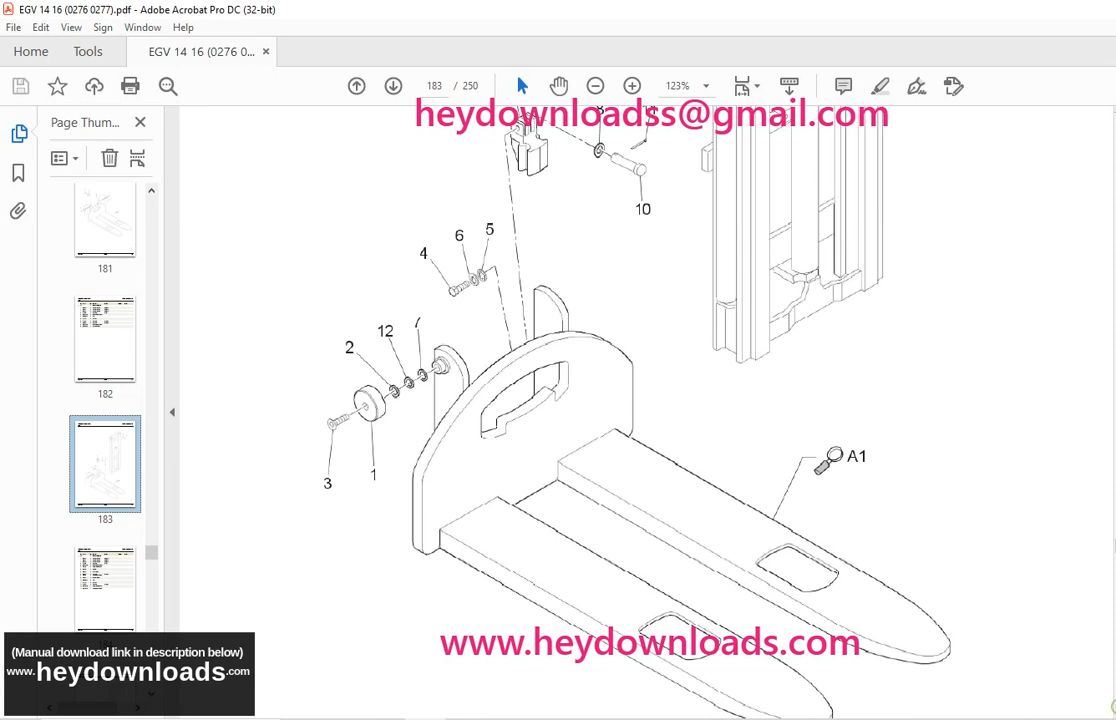 EGV 14 16 (0276 0277).pdf - Adobe Acrobat Pro DC (32-bit)
File Edit View Sign Window Help
Home Tools EGV 14 16 (0276 0... ×
183 / 250 123%
heydownloadss@gmail.com
Page Thum... ×
8
10
6 5
4
7
12
2
3
1
A1
181
182
183
www.heydownloads.com
(Manual download link in description below)
www.heydownloads.com